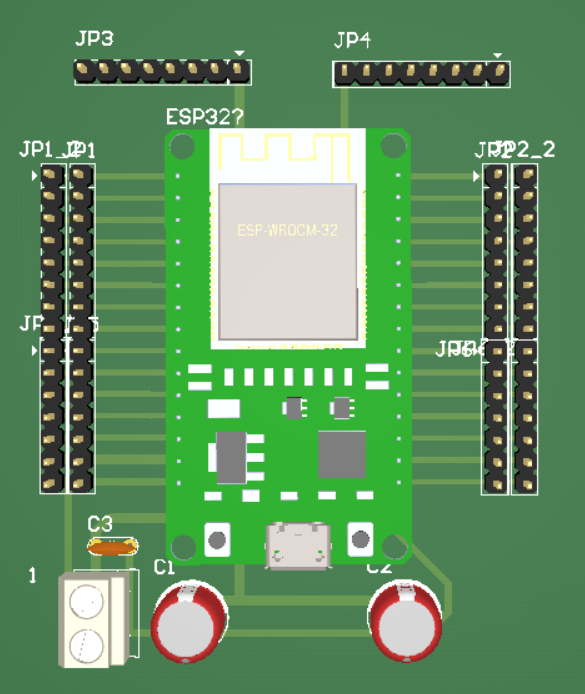 JP3
JP4
ESP32?
JP1_2
JP1
JP2
JP2_2
ESP-WROOM-32
C3
1
C1
C2